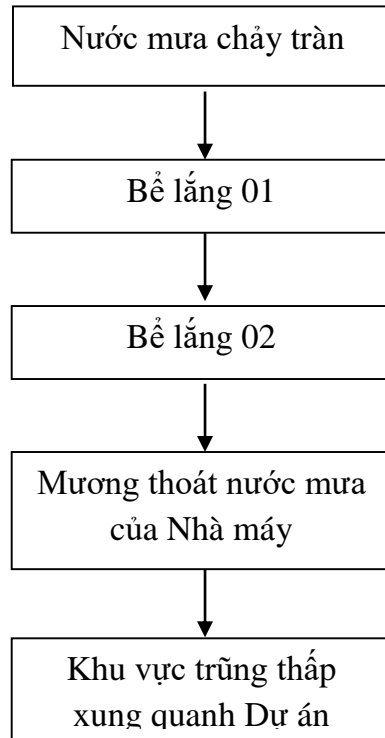 Nước mưa chảy tràn
Bể lắng 01
Bể lắng 02
Mương thoát nước mưa
của Nhà máy
Khu vực trũng thấp
xung quanh Dự án